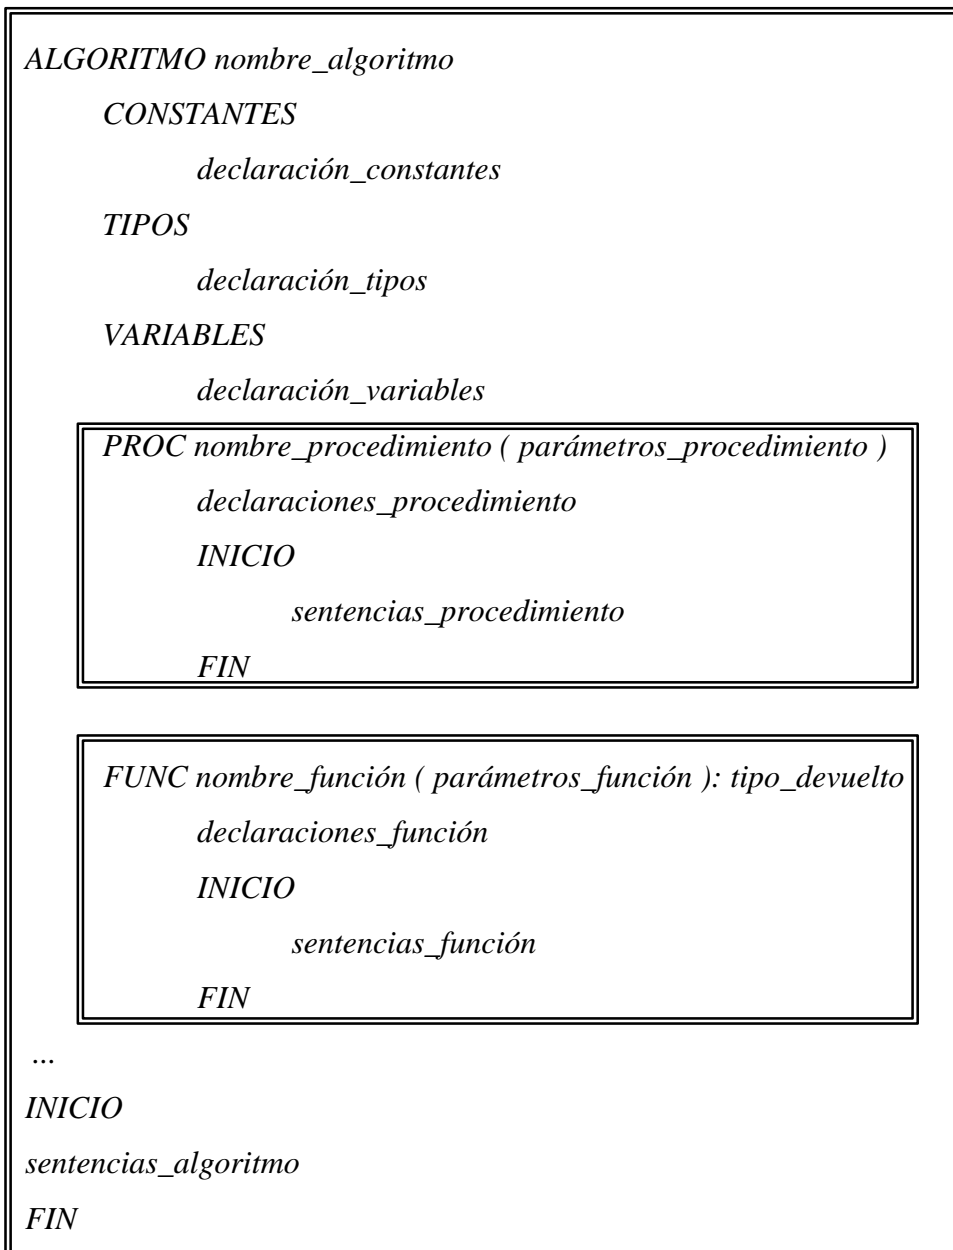 ALGORITMO nombre_algoritmo
CONSTANTES
declaración_constantes
TIPOS
declaración_tipos
VARIABLES
declaración_variables
PROC nombre_procedimiento ( parámetros_procedimiento )
declaraciones_procedimiento
INICIO
sentencias_procedimiento
FIN
FUNC nombre_función ( parámetros_función ): tipo_devuelto
declaraciones_función
INICIO
sentencias_función
FIN
...
INICIO
sentencias_algoritmo
FIN